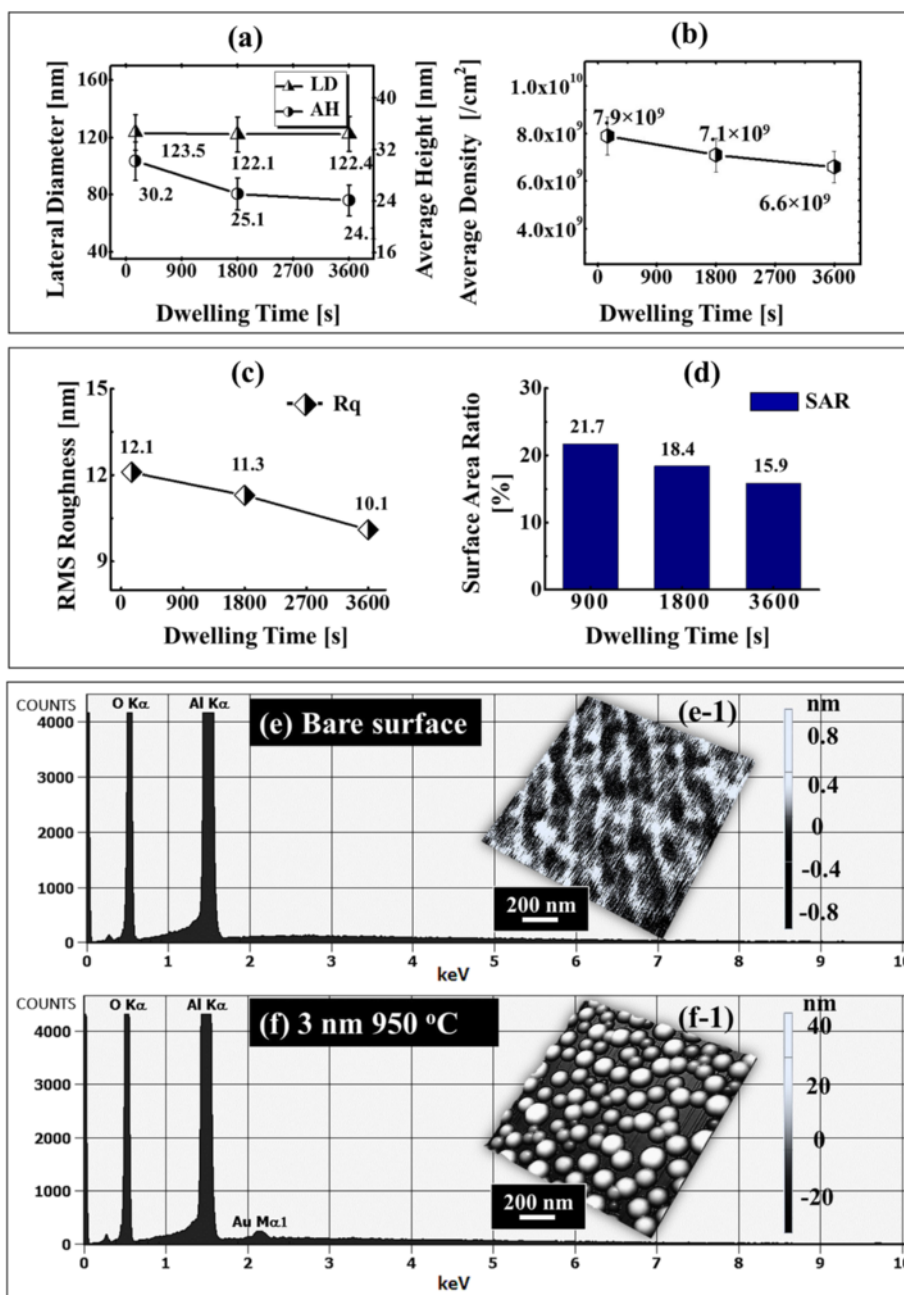 (a)
Lateral Diameter [nm]
160
120
80
40
LD
AH
123.5
122.1
122.4
30.2
25.1
24.1
40
32
24
16
Average Height [nm]
0 900 1800 2700 3600
Dwelling Time [s]
(b)
Average Density [/cm²]
1.0x10¹⁰
8.0x10⁹
6.0x10⁹
4.0x10⁹
7.9×10⁹
7.1×10⁹
6.6×10⁹
0 900 1800 2700 3600
Dwelling Time [s]
(c)
RMS Roughness [nm]
15
12
9
Rq
12.1
11.3
10.1
0 900 1800 2700 3600
Dwelling Time [s]
(d)
Surface Area Ratio
[%]
30
20
10
0
SAR
21.7
18.4
15.9
900 1800 3600
Dwelling Time [s]
COUNTS
O Kα
Al Kα
4000
3000
2000
1000
0
(e) Bare surface
(e-1)
nm
0.8
0.4
0
-0.4
-0.8
200 nm
0 1 2 3 4 5 6 7 8 9 10
keV
COUNTS
O Kα
Al Kα
4000
3000
2000
1000
0
(f) 3 nm 950 °C
(f-1)
nm
40
20
0
-20
200 nm
Au Mα1
0 1 2 3 4 5 6 7 8 9 10
keV